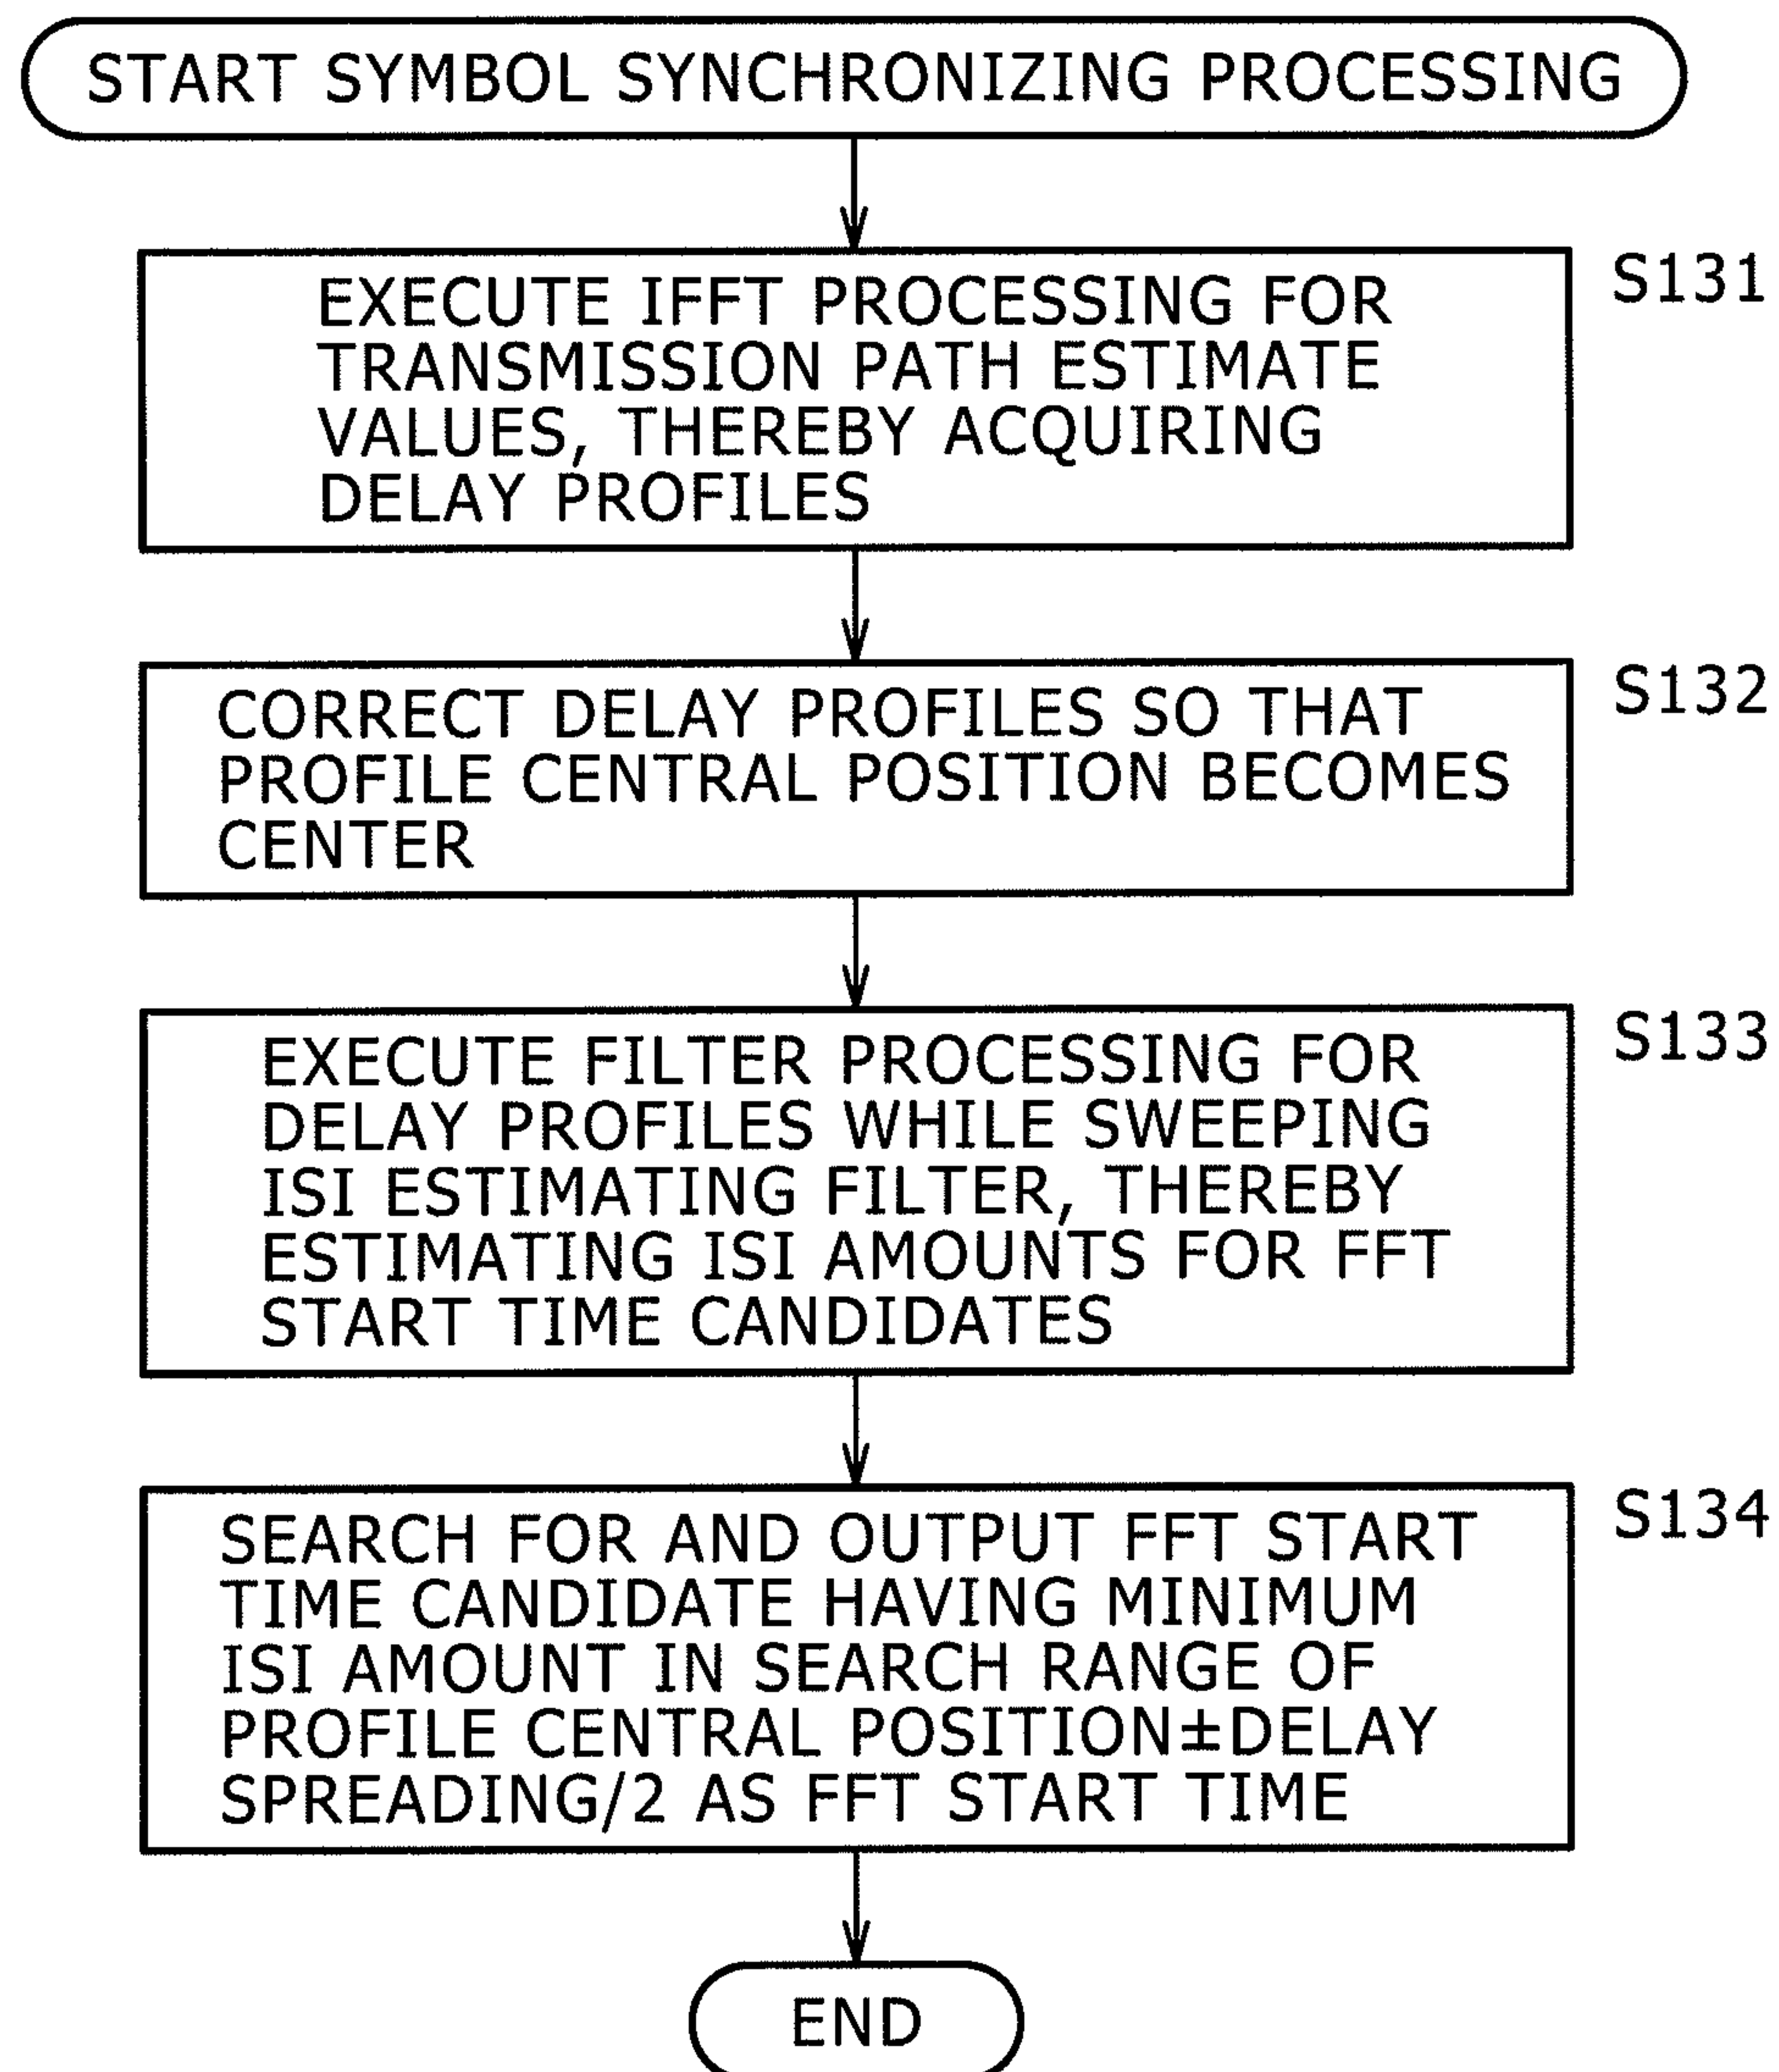 START SYMBOL SYNCHRONIZING PROCESSING
S131
EXECUTE IFFT PROCESSING FOR
TRANSMISSION PATH ESTIMATE
VALUES, THEREBY ACQUIRING
DELAY PROFILES
S132
CORRECT DELAY PROFILES SO THAT
PROFILE CENTRAL POSITION BECOMES
CENTER
S133
EXECUTE FILTER PROCESSING FOR
DELAY PROFILES WHILE SWEEPING
ISI ESTIMATING FILTER, THEREBY
ESTIMATING ISI AMOUNTS FOR FFT
START TIME CANDIDATES
S134
SEARCH FOR AND OUTPUT FFT START
TIME CANDIDATE HAVING MINIMUM
ISI AMOUNT IN SEARCH RANGE OF
PROFILE CENTRAL POSITION±DELAY
SPREADING/2 AS FFT START TIME
END